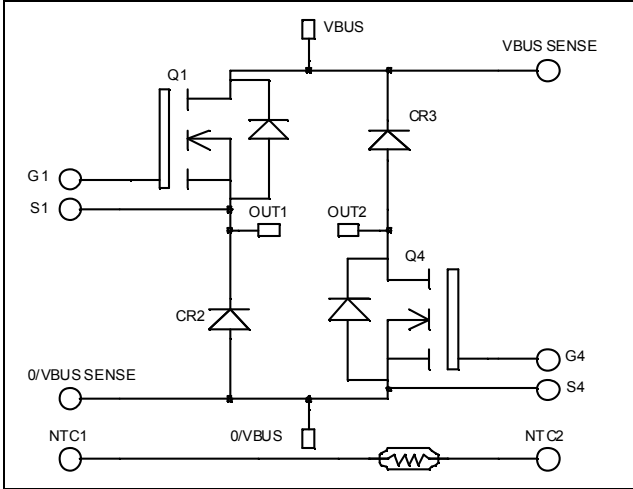 VBUS
VBUS SENSE
Q1
CR3
G1
S1
OUT1
OUT2
Q4
CR2
G4
0/VBUS SENSE
S4
NTC1
0/VBUS
NTC2